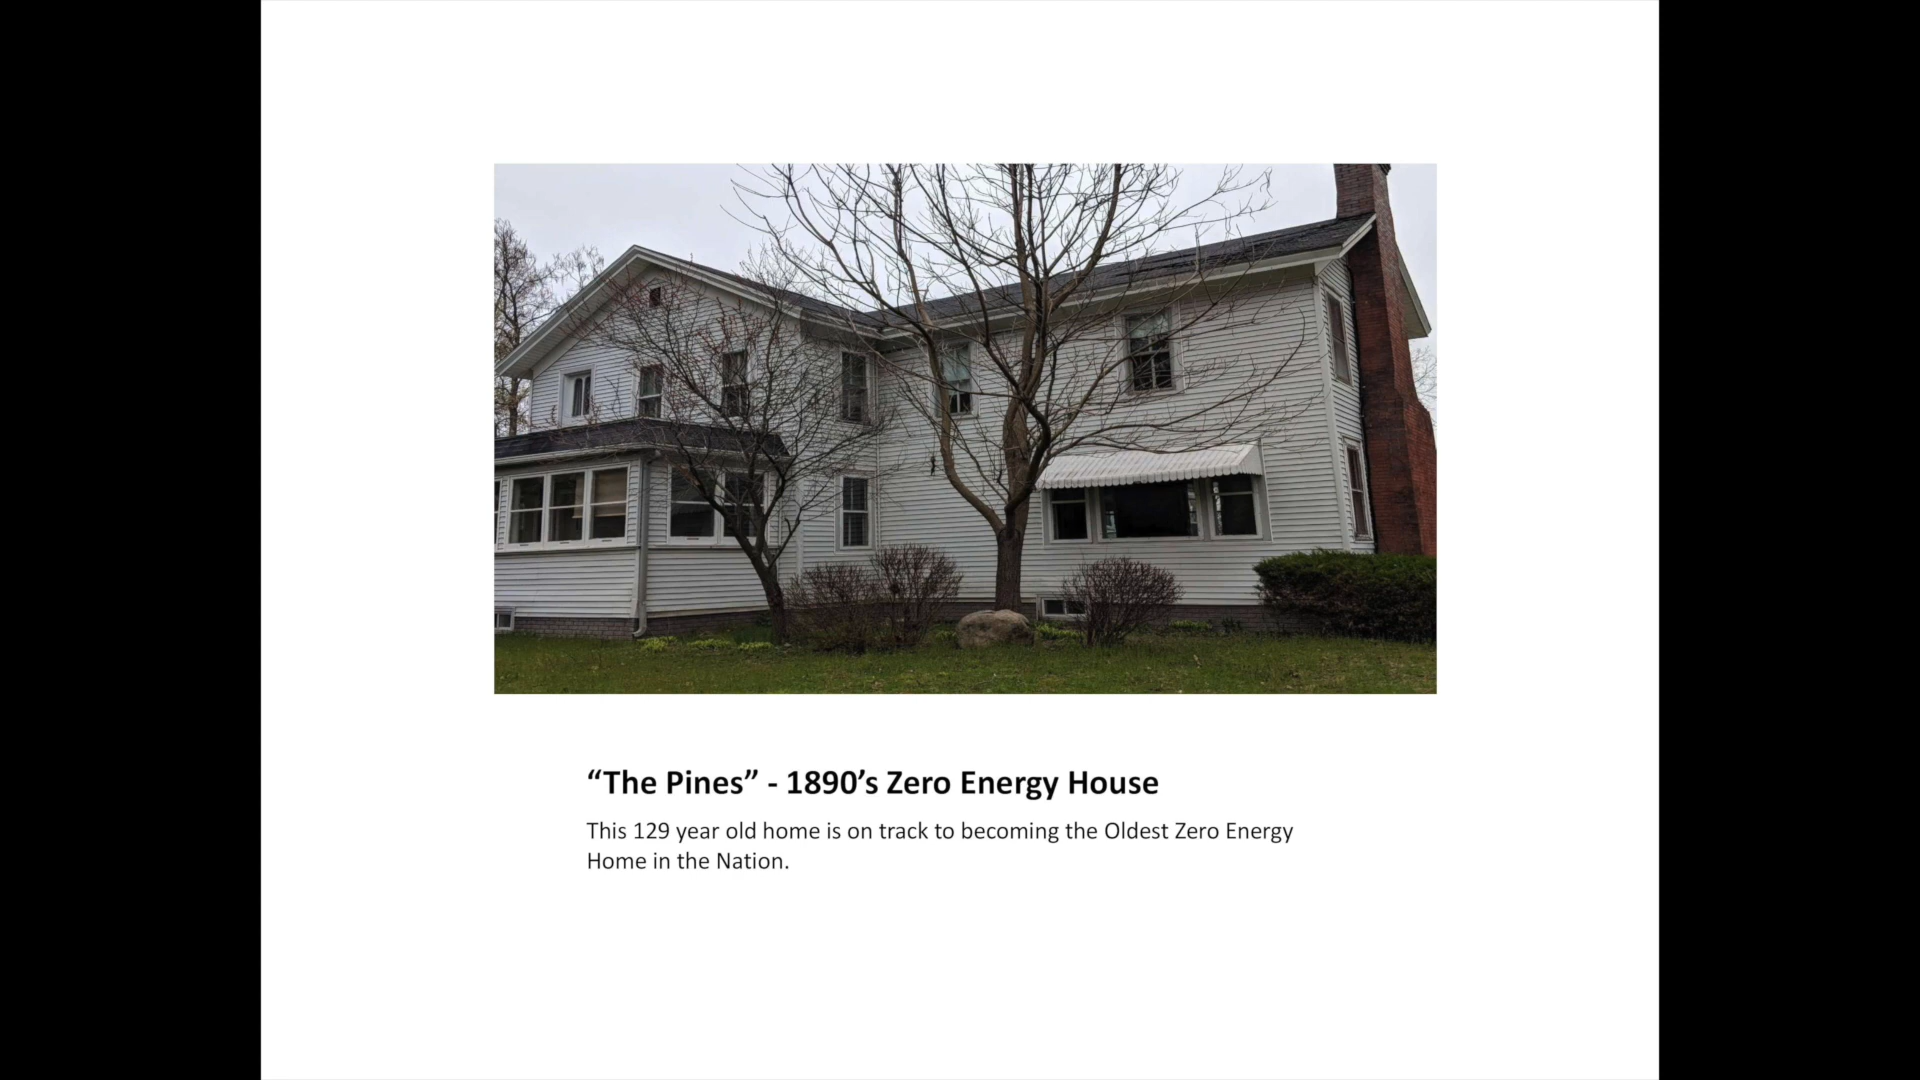 “The Pines” - 1890’s Zero Energy House
This 129 year old home is on track to becoming the Oldest Zero Energy
Home in the Nation.